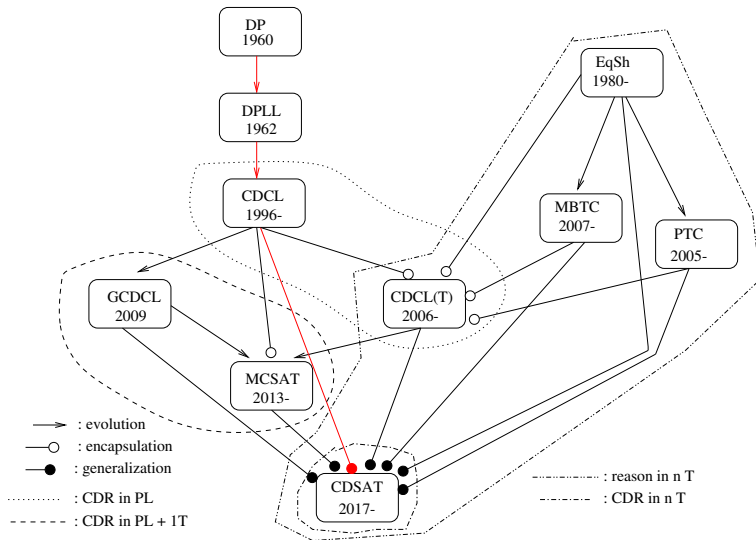 DP
1960
EqSh
1980-
DPLL
1962
CDCL
1996-
MBTC
2007-
PTC
2005-
GCDCL
2009
CDCL(T)
2006-
MCSAT
2013-
CDSAT
2017-
: evolution
: encapsulation
: generalization
: CDR in PL
: CDR in PL + 1T
: reason in n T
: CDR in n T